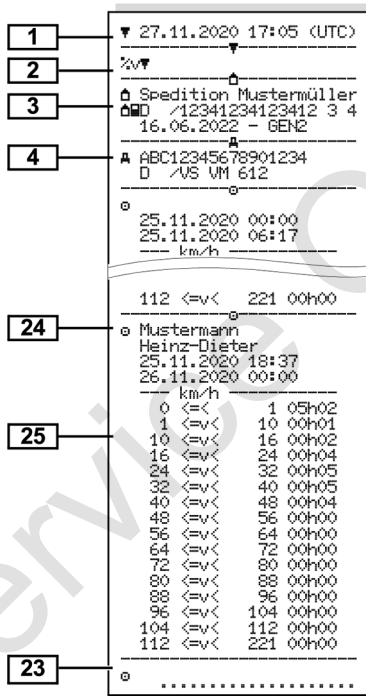 1 ▼ 27.11.2020 17:05 (UTC)
2 %v▼
3 Spedition Mustermüller
D /12341234123412 3 4
16.06.2022 - GEN2
4 A ABC12345678901234
D /VS VM 612
25.11.2020 00:00
25.11.2020 06:17
--- km/h
112 <=v< 221 00h00
24 Mustermann
Heinz-Dieter
25.11.2020 18:37
26.11.2020 00:00
--- km/h
0 <=< 1 05h02
1 <=v< 10 00h01
25 10 <=v< 16 00h02
16 <=v< 24 00h04
24 <=v< 32 00h05
32 <=v< 40 00h05
40 <=v< 48 00h04
48 <=v< 56 00h00
56 <=v< 64 00h00
64 <=v< 72 00h00
72 <=v< 80 00h00
80 <=v< 88 00h00
88 <=v< 96 00h00
96 <=v< 104 00h00
104 <=v< 112 00h00
112 <=v< 221 00h00
23 ....................